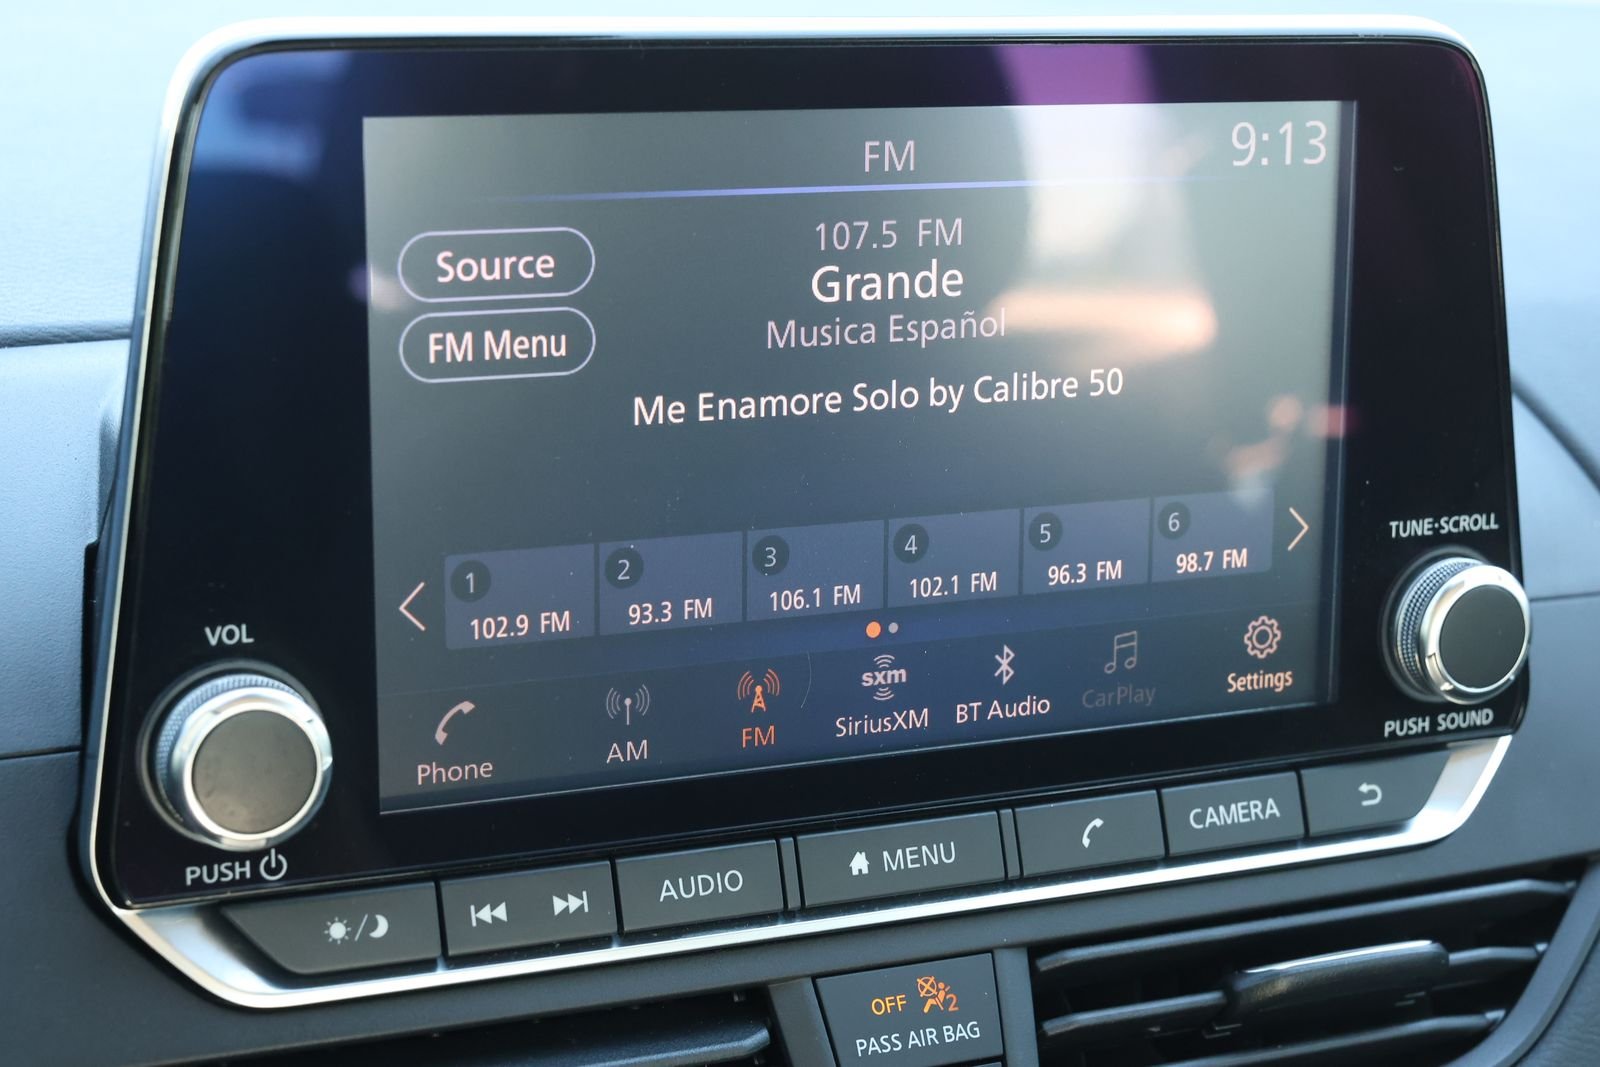 FM
9:13
Source
107.5 FM
Grande
FM Menu
Musica Español
Me Enamore Solo by Calibre 50
1
102.9 FM
2
93.3 FM
3
106.1 FM
4
102.1 FM
5
96.3 FM
6
98.7 FM
Phone
AM
FM
sxm
SiriusXM
BT Audio
CarPlay
Settings
VOL
PUSH
TUNE·SCROLL
PUSH SOUND
AUDIO
MENU
CAMERA
OFF 2
PASS AIR BAG